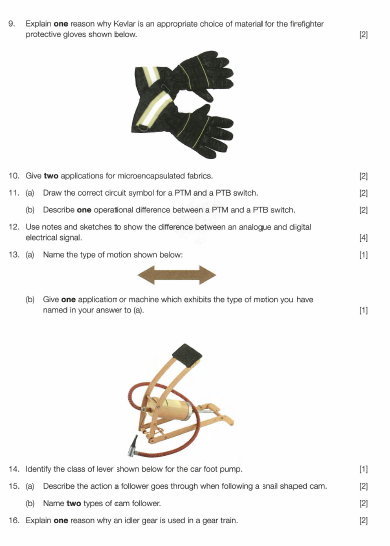 9. Explain one reason why Kevlar is an appropriate choice of material for the firefighter
protective gloves shown below. [2]
10. Give two applications for microencapsulated fabrics. [2]
11. (a) Draw the correct circuit symbol for a PTM and a PTB switch. [2]
(b) Describe one operational difference between a PTM and a PTB switch. [2]
12. Use notes and sketches to show the difference between an analogue and digital
electrical signal. [4]
13. (a) Name the type of motion shown below: [1]
(b) Give one application or machine which exhibits the type of motion you have
named in your answer to (a). [1]
14. Identify the class of lever shown below for the car foot pump. [1]
15. (a) Describe the action a follower goes through when following a snail shaped cam. [2]
(b) Name two types of cam follower. [2]
16. Explain one reason why an idler gear is used in a gear train. [2]